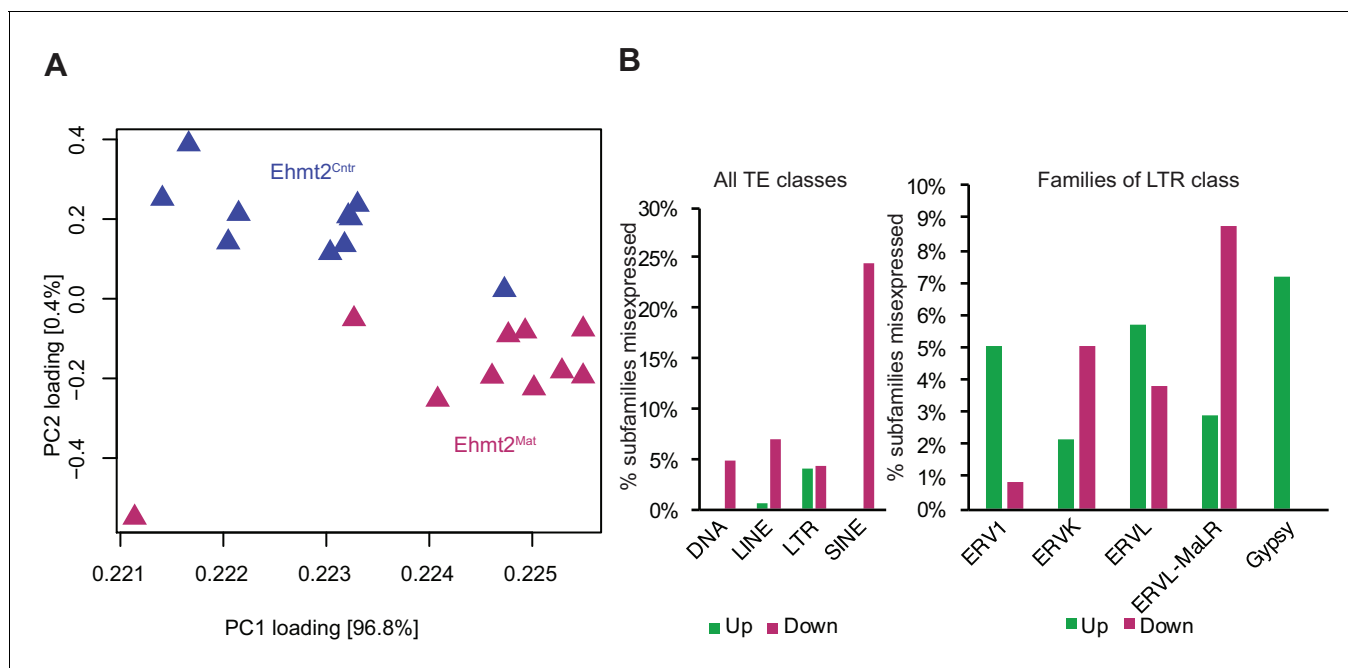 A
PC2 loading [0.4%]
0.4
0.2
0.0
−0.2
−0.4
Ehmt2Cntr
Ehmt2Mat
0.221 0.222 0.223 0.224 0.225
PC1 loading [96.8%]
B
All TE classes
% subfamilies misexpressed
30%
25%
20%
15%
10%
5%
0%
DNA LINE LTR SINE
Up Down
Families of LTR class
% subfamilies misexpressed
10%
9%
8%
7%
6%
5%
4%
3%
2%
1%
0%
ERV1 ERVK ERVL ERVL-MaLR Gypsy
Up Down